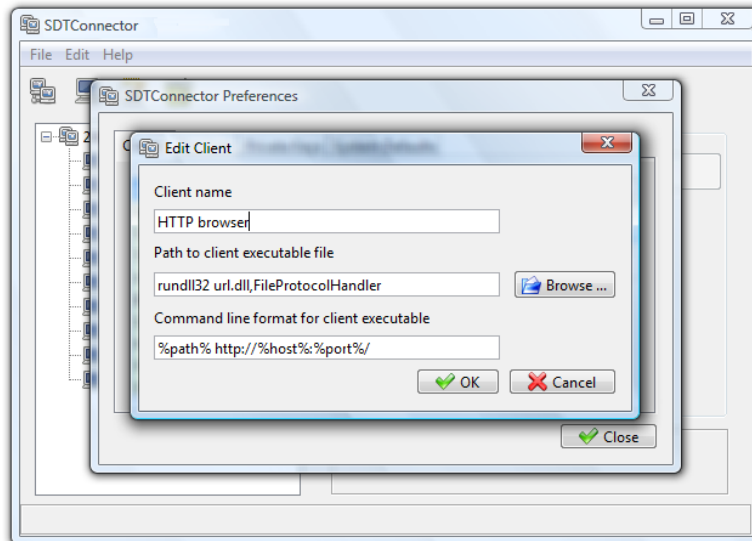 SDTConnector
File Edit Help
SDTConnector Preferences
2
Edit Client
Client name
HTTP browser
Path to client executable file
rundll32 url.dll,FileProtocolHandler
Browse ...
Command line format for client executable
%path% http://%host%:%port%/
OK
Cancel
Close